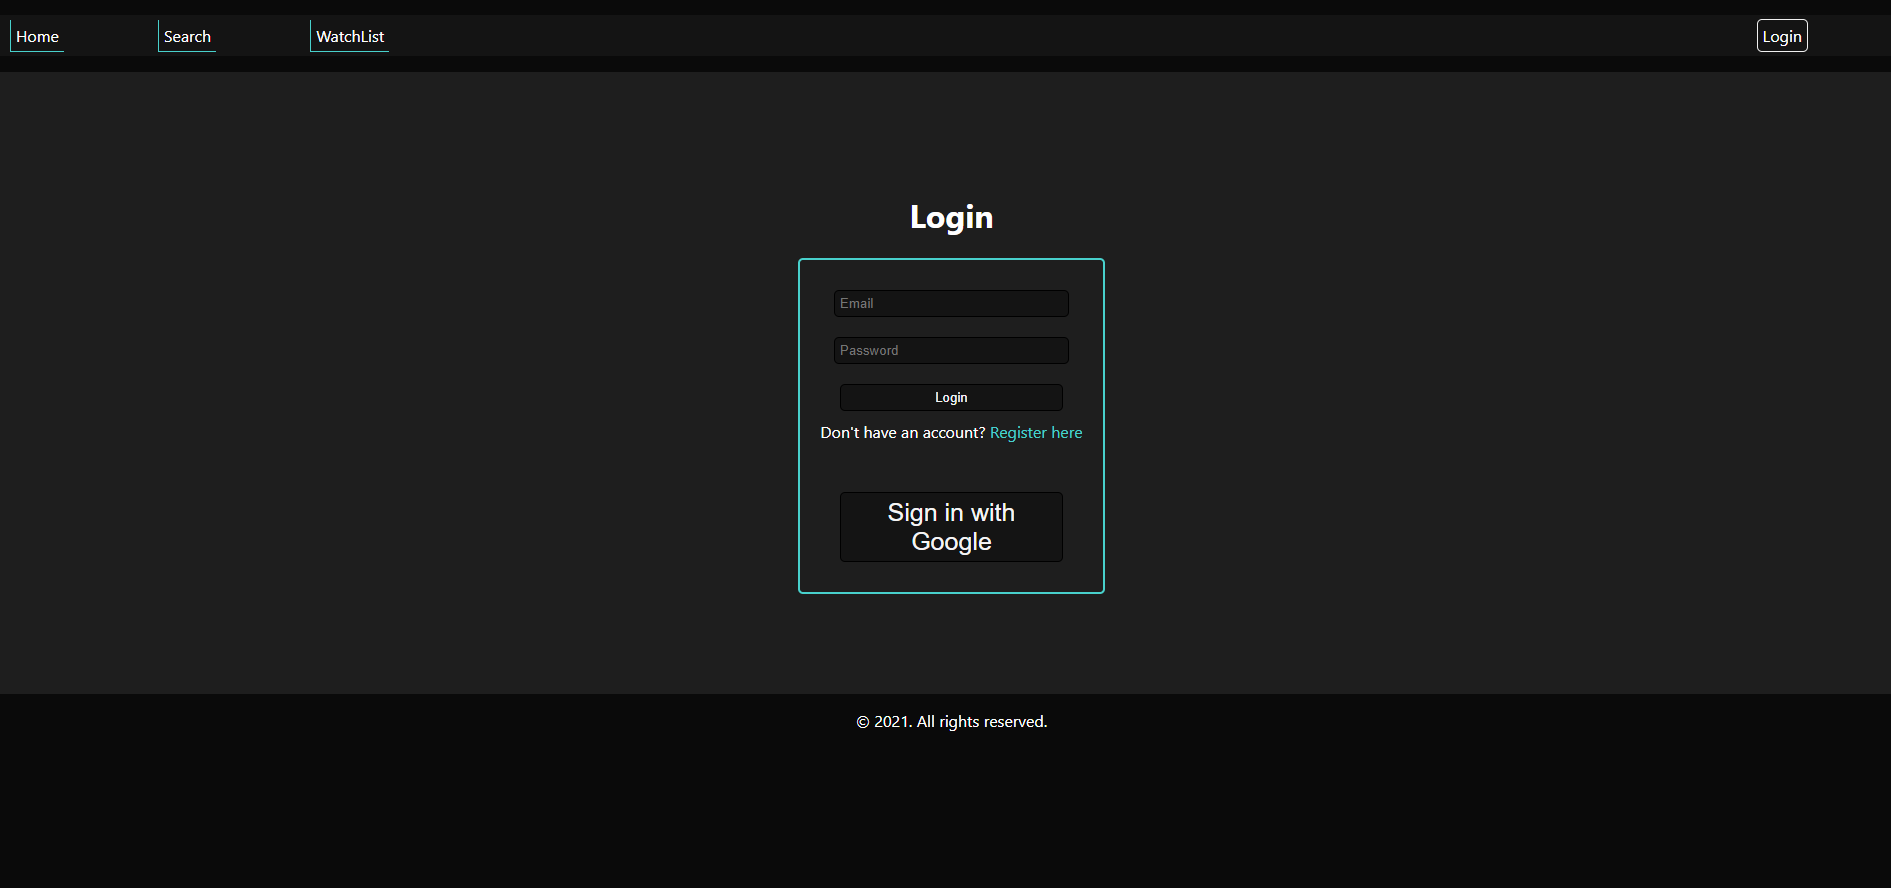 Home
Search
WatchList
Login
Login
Email
Password
Login
Don't have an account? Register here
Sign in with
Google
© 2021. All rights reserved.